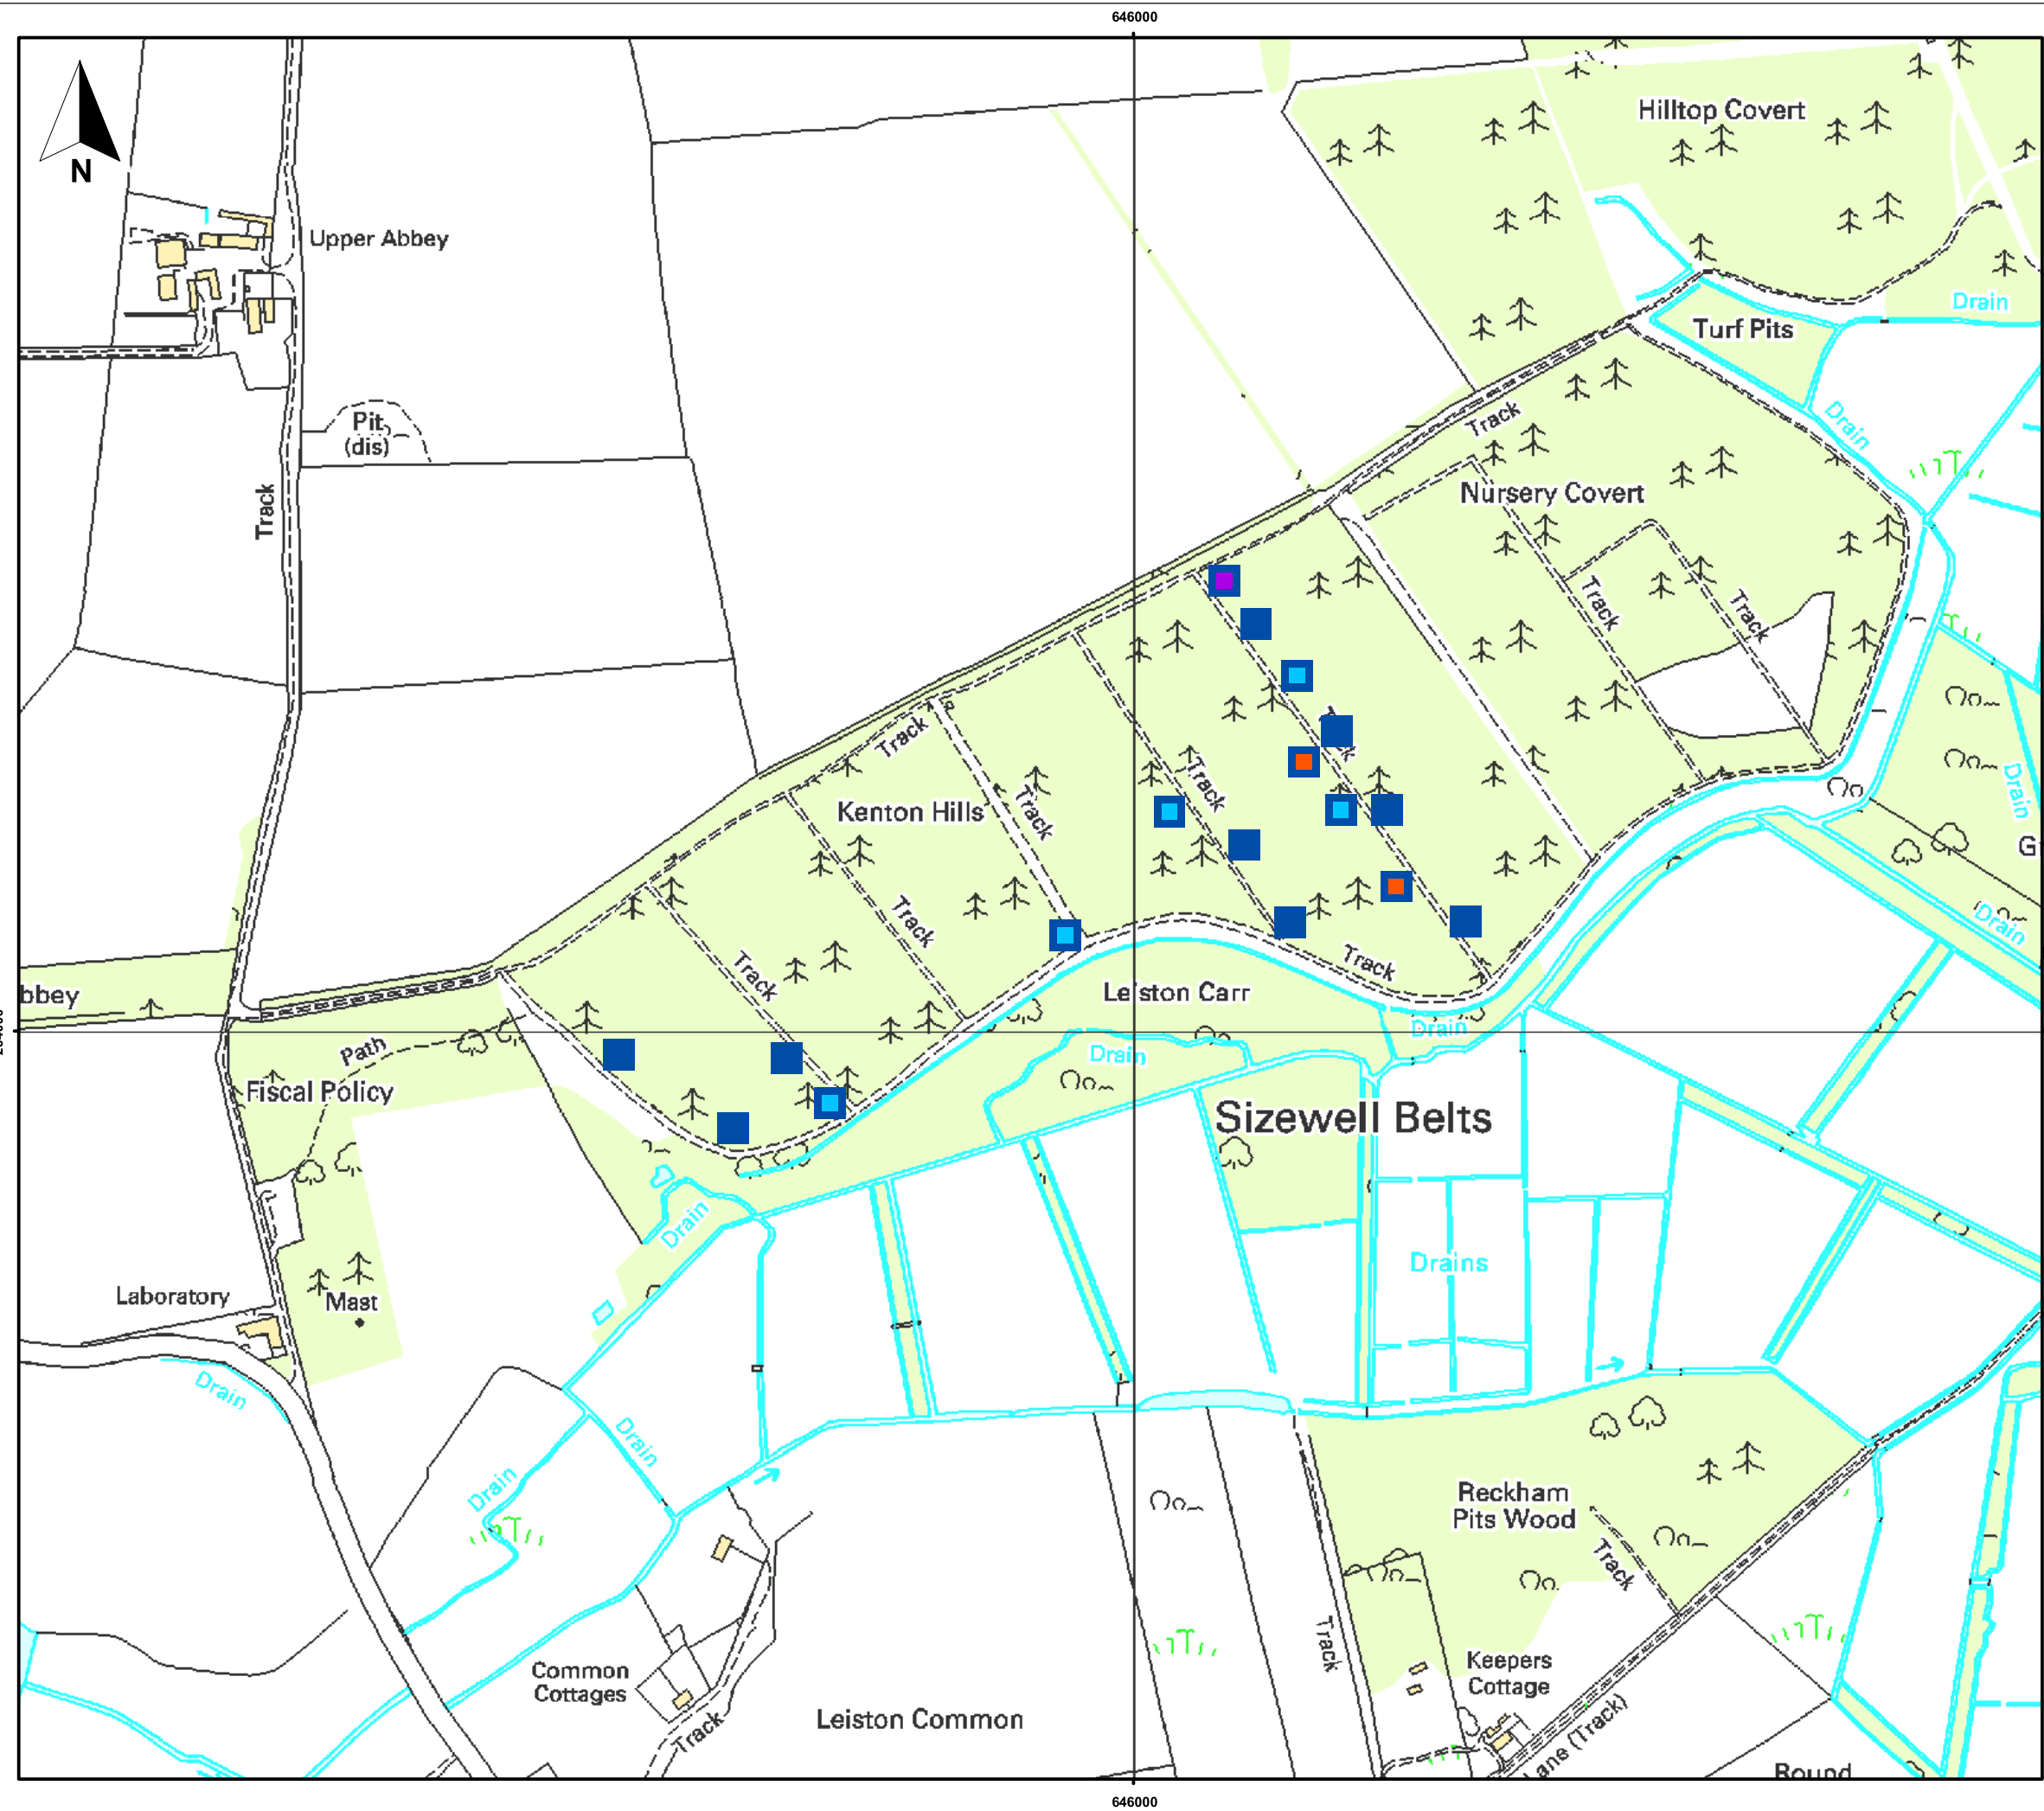 646000
N
Hilltop Covert
Upper Abbey
Drain
Turf Pits
Pit
(dis)
Track
Drain
Track
Nursery Covert
Track
Track
Track
Kenton Hills
Track
Track
Drain
Track
Drain
Track
Track
bbey
Leiston Carr
Path
Drain
Drain
Fiscal Policy
Sizewell Belts
Drain
Drains
Laboratory
Mast
Drain
Drain
Drain
Reckham
Pits Wood
Track
Track
Common
Cottages
Keepers
Cottage
Leiston Common
Track
Lane (Track)
Round
646000